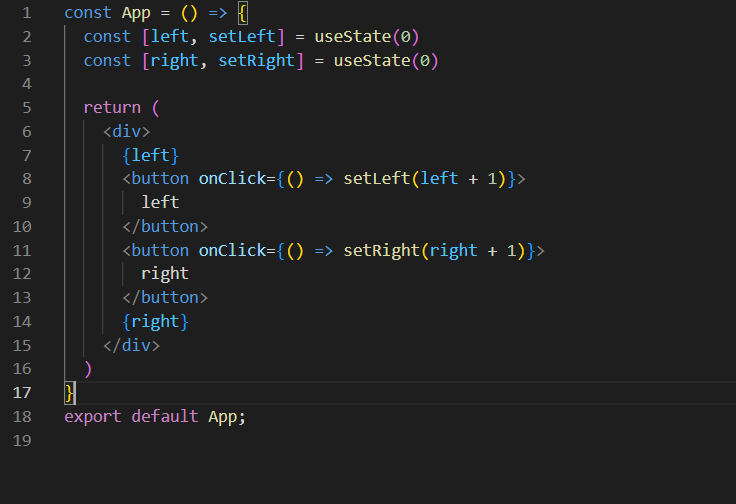 1 const App = () => {
2   const [left, setLeft] = useState(0)
3   const [right, setRight] = useState(0)
4
5   return (
6     <div>
7       {left}
8       <button onClick={() => setLeft(left + 1)}>
9         left
10       </button>
11       <button onClick={() => setRight(right + 1)}>
12         right
13       </button>
14       {right}
15     </div>
16   )
17 }
18 export default App;
19